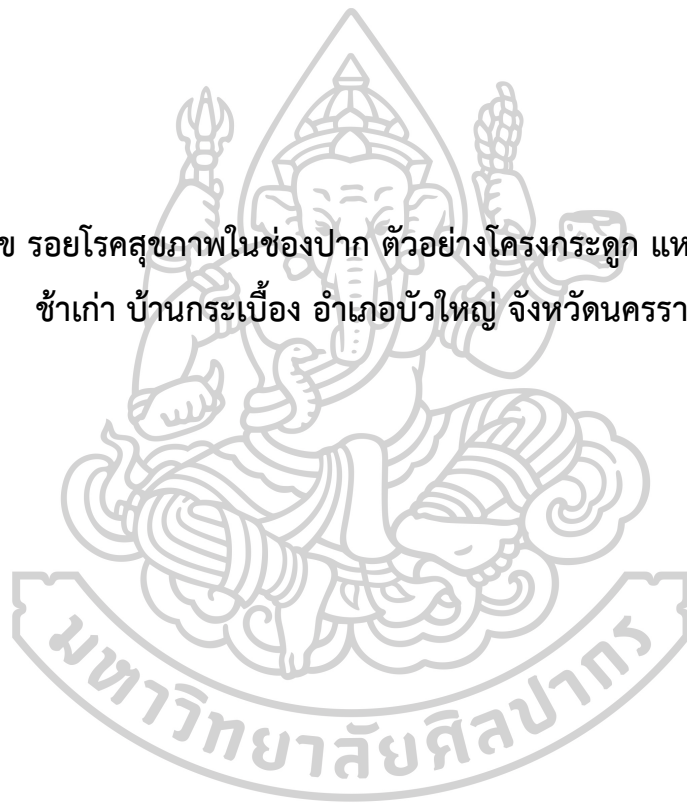 ข รอยโรคสุขภาพในช่องปาก ตัวอย่างโครงกระดูก แห
ช้าเก่า บ้านกระเบื้อง อำเภอบัวใหญ่ จังหวัดนครรา
มหาวิทยาลัยศิลปากร